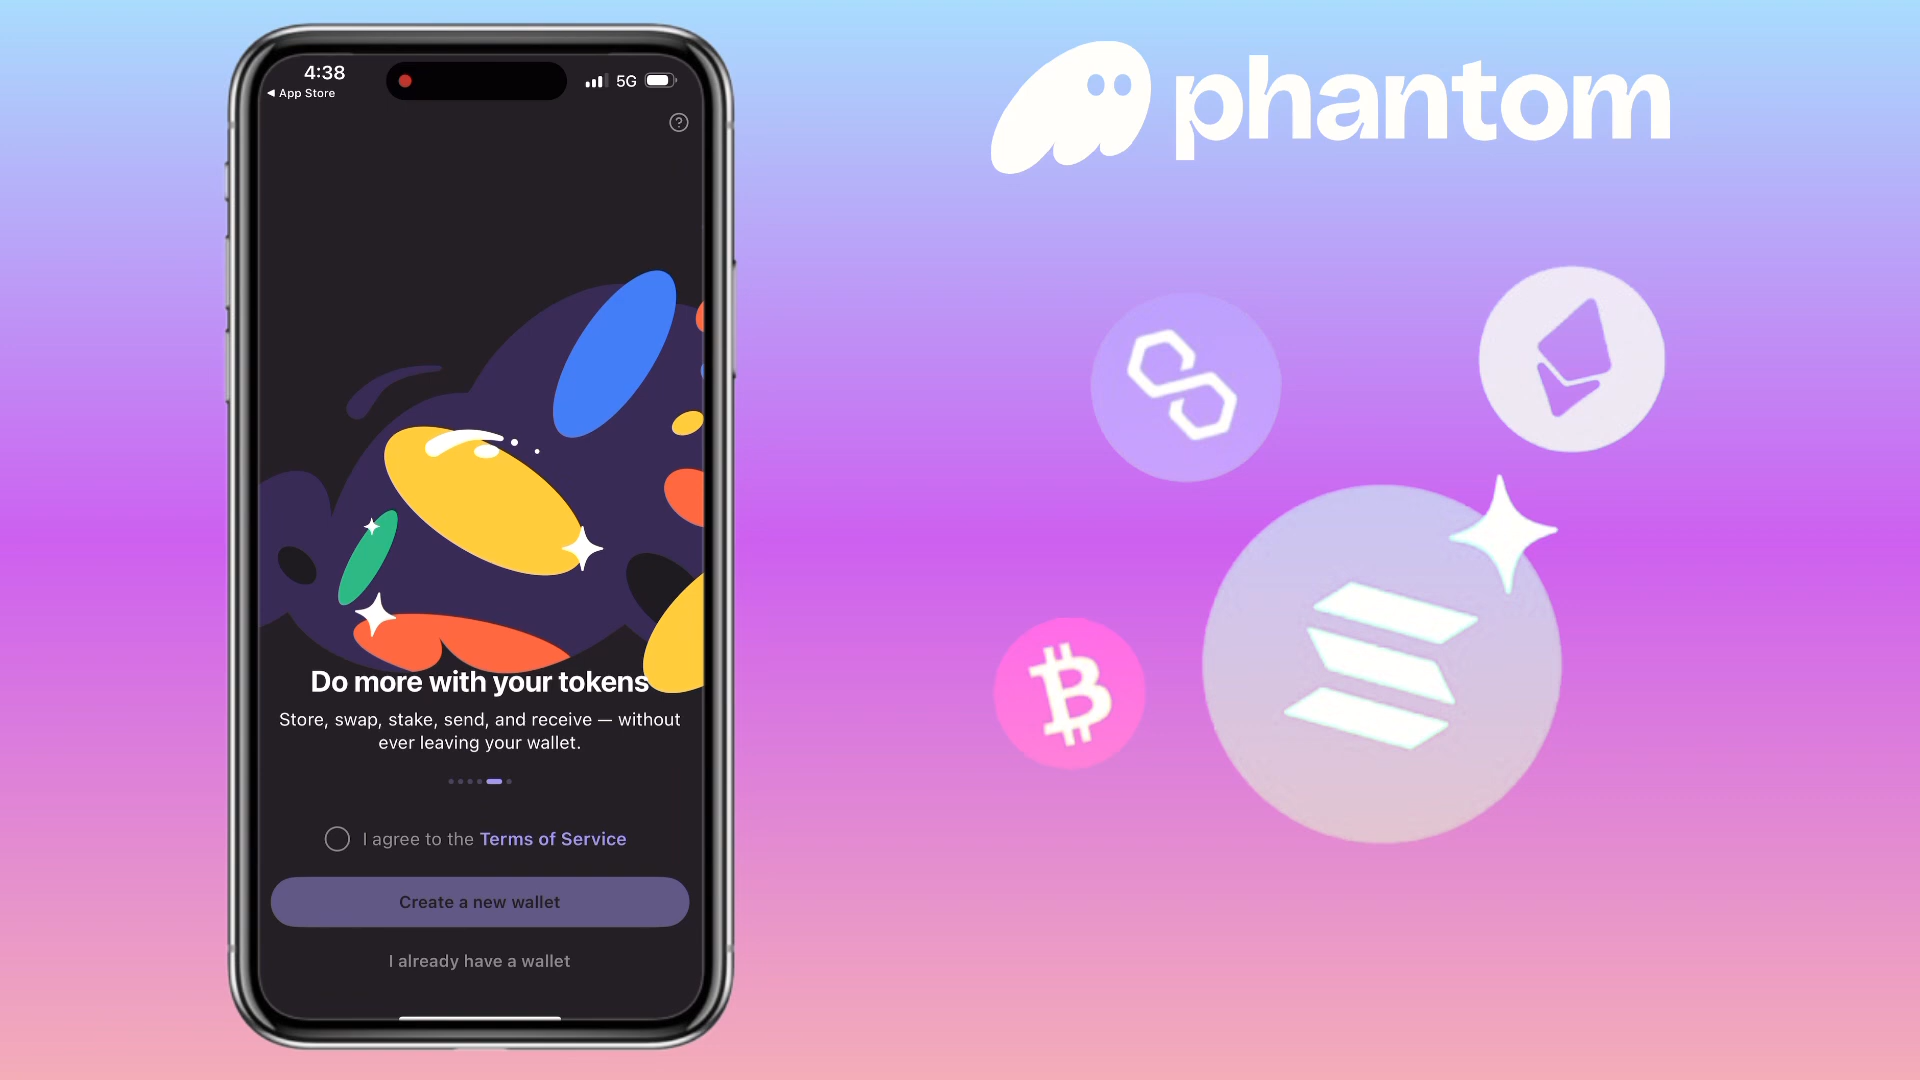 4:38
5G
◀ App Store
?
Do more with your tokens
Store, swap, stake, send, and receive — without
ever leaving your wallet.
I agree to the Terms of Service
Create a new wallet
I already have a wallet
phantom